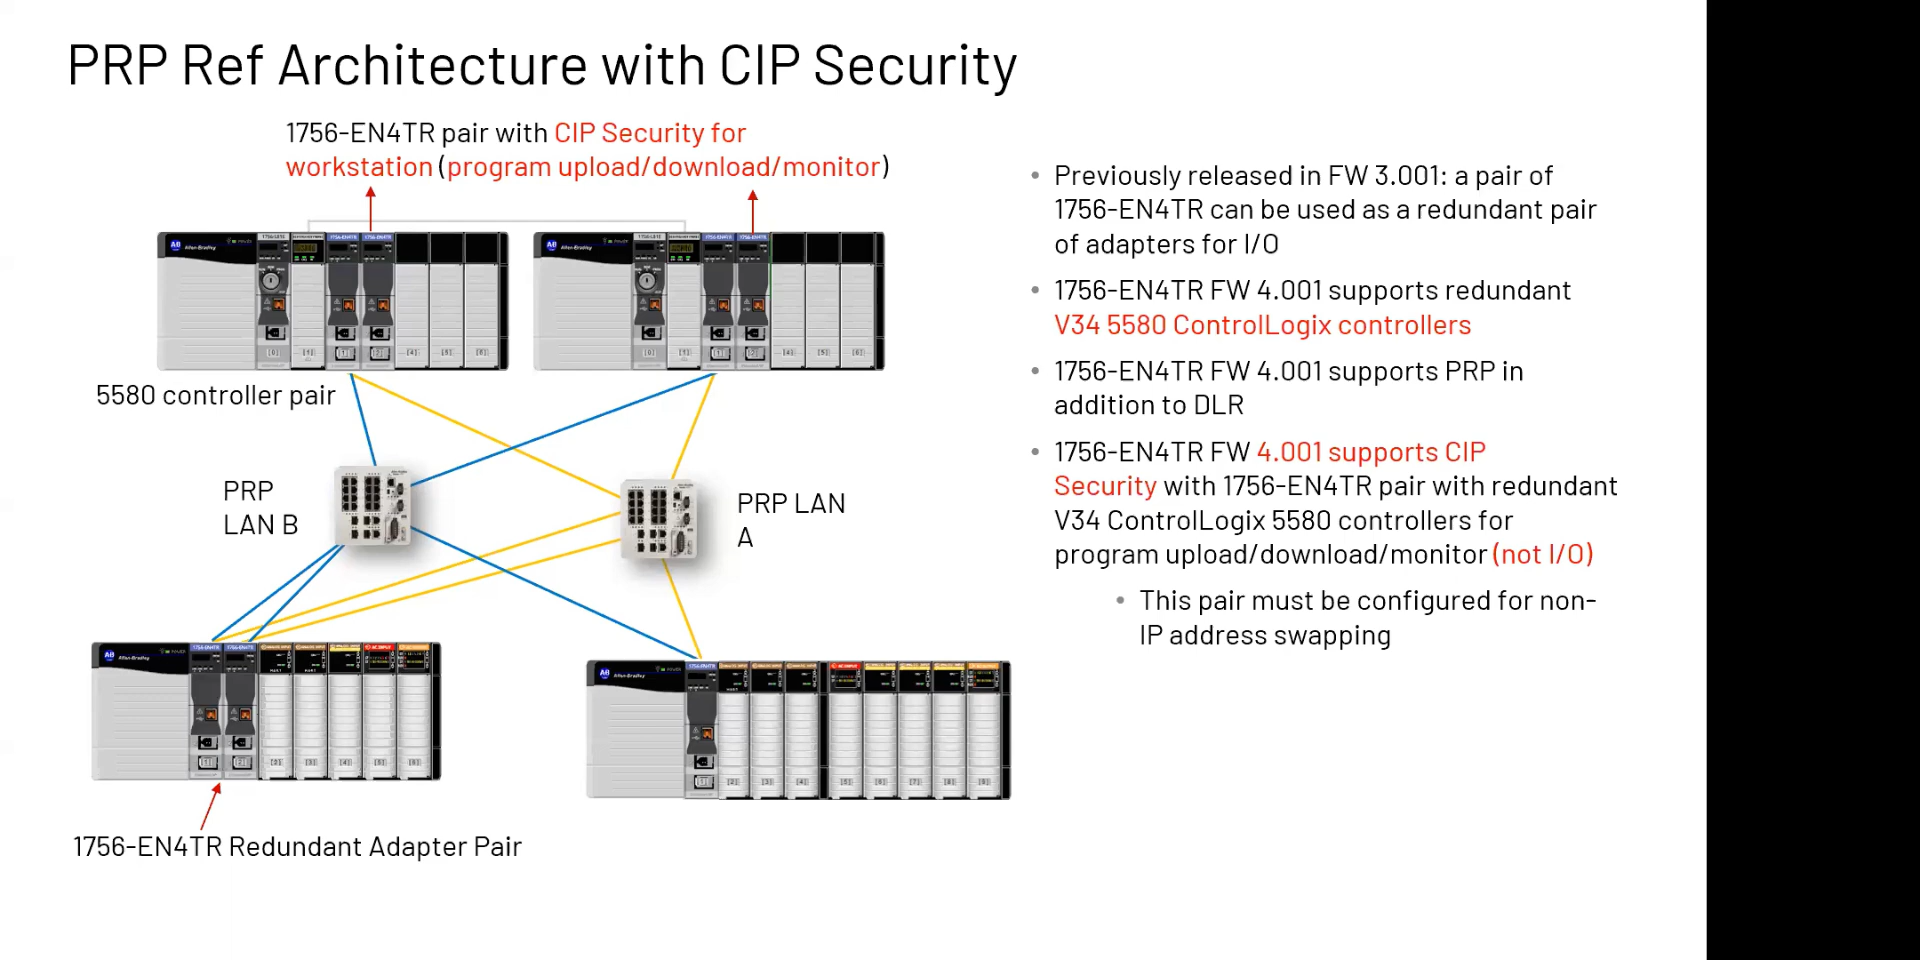 PRP Ref Architecture with CIP Security
1756-EN4TR pair with CIP Security for
workstation (program upload/download/monitor)
5580 controller pair
PRP
LAN B
PRP LAN
A
1756-EN4TR Redundant Adapter Pair
• Previously released in FW 3.001: a pair of
1756-EN4TR can be used as a redundant pair
of adapters for I/O
• 1756-EN4TR FW 4.001 supports redundant
V34 5580 ControlLogix controllers
• 1756-EN4TR FW 4.001 supports PRP in
addition to DLR
• 1756-EN4TR FW 4.001 supports CIP
Security with 1756-EN4TR pair with redundant
V34 ControlLogix 5580 controllers for
program upload/download/monitor (not I/O)
• This pair must be configured for non-
IP address swapping